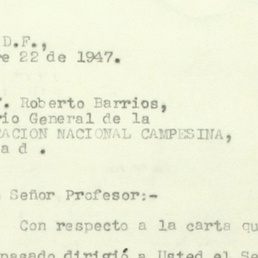 D.F.,
re 22 de 1947.
. Roberto Barrios,
rio General de la
ACION NACIONAL CAMPESINA,
a d .
Señor Profesor:-
Con respecto a la carta qu
pasado dirigió a Usted el Se